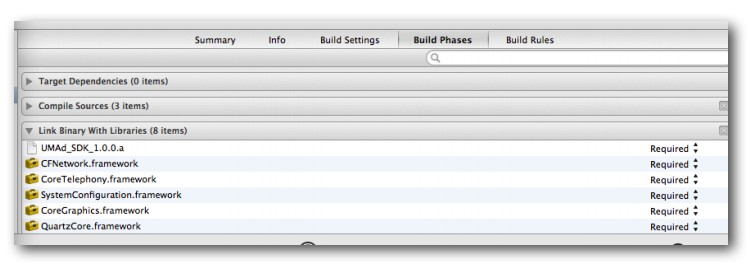 Summary Info Build Settings Build Phases Build Rules
Target Dependencies (0 items)
Compile Sources (3 items)
Link Binary With Libraries (8 items)
UMAd_SDK_1.0.0.a Required
CFNetwork.framework Required
CoreTelephony.framework Required
SystemConfiguration.framework Required
CoreGraphics.framework Required
QuartzCore.framework Required